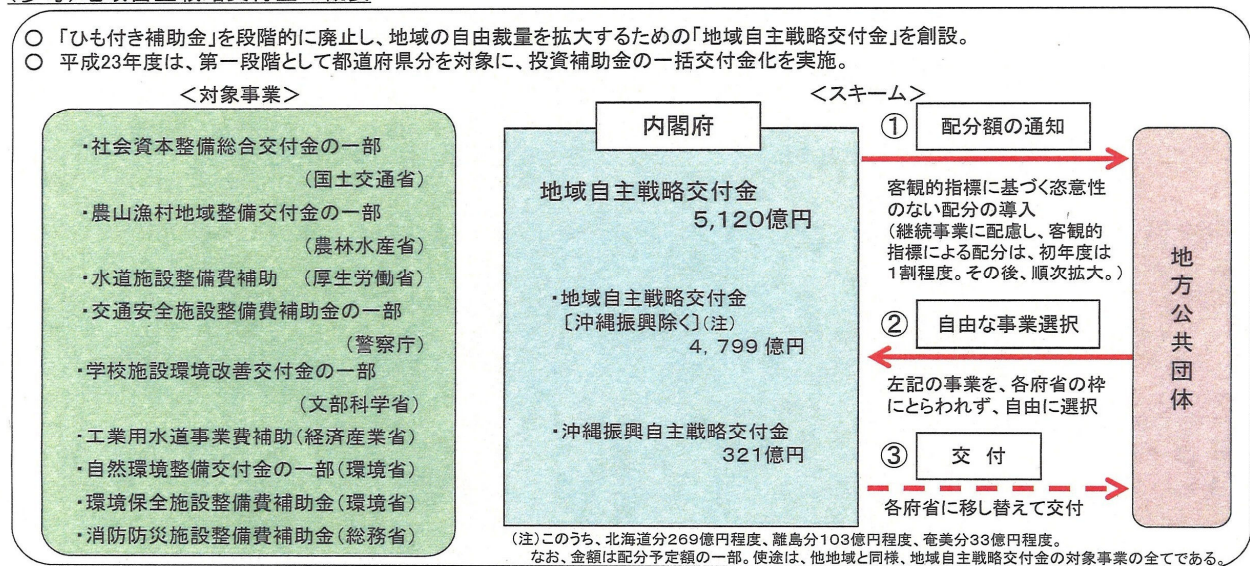 ○ 「ひも付き補助金」を段階的に廃止し、地域の自由裁量を拡大するための「地域自主戦略交付金」を創設。
○ 平成23年度は、第一段階として都道府県分を対象に、投資補助金の一括交付金化を実施。
＜対象事業＞
・社会資本整備総合交付金の一部
(国土交通省)
・農山漁村地域整備交付金の一部
(農林水産省)
・水道施設整備費補助 (厚生労働省)
・交通安全施設整備費補助金の一部
(警察庁)
・学校施設環境改善交付金の一部
(文部科学省)
・工業用水道事業費補助(経済産業省)
・自然環境整備交付金の一部(環境省)
・環境保全施設整備費補助金(環境省)
・消防防災施設整備費補助金(総務省)
＜スキーム＞
内閣府
地域自主戦略交付金
5,120億円
・地域自主戦略交付金
〔沖縄振興除く〕(注)
4,799億円
・沖縄振興自主戦略交付金
321億円
① 配分額の通知
客観的指標に基づく恣意性
のない配分の導入
(継続事業に配慮し、客観的
指標による配分は、初年度は
1割程度。その後、順次拡大。)
② 自由な事業選択
左記の事業を、各府省の枠
にとらわれず、自由に選択
③ 交 付
各府省に移し替えて交付
地方公共団体
(注)このうち、北海道分269億円程度、離島分103億円程度、奄美分33億円程度。
なお、金額は配分予定額の一部。使途は、他地域と同様、地域自主戦略交付金の対象事業の全てである。